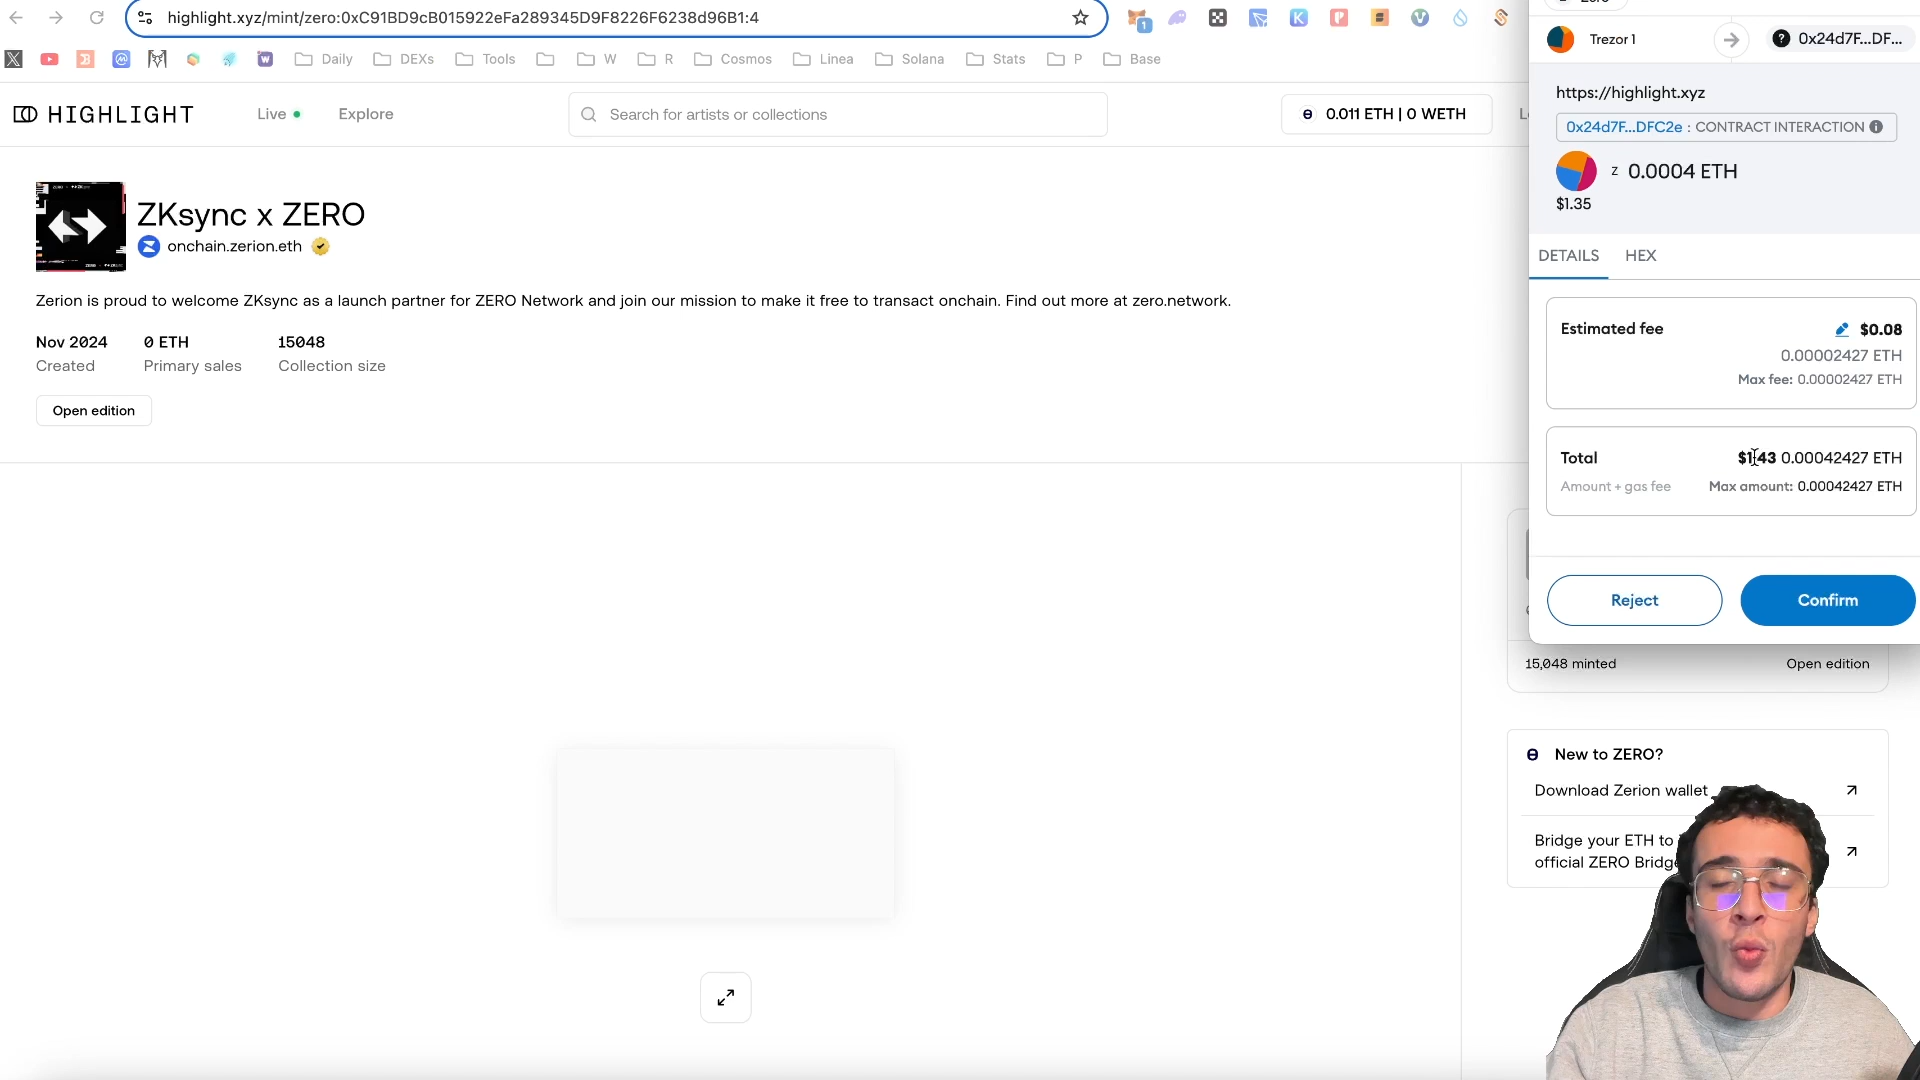 highlight.xyz/mint/zero:0xC91BD9cB015922eFa289345D9F8226F6238d96B1:4
Daily
DEXs
Tools
W
R
Cosmos
Linea
Solana
Stats
P
Base
HIGHLIGHT
Live
Explore
Search for artists or collections
0.011 ETH | 0 WETH
ZKsync x ZERO
onchain.zerion.eth
Zerion is proud to welcome ZKsync as a launch partner for ZERO Network and join our mission to make it free to transact onchain. Find out more at zero.network.
Nov 2024
Created
0 ETH
Primary sales
15048
Collection size
Open edition
1
Trezor 1
0x24d7F...DF...
https://highlight.xyz
0x24d7F...DFC2e : CONTRACT INTERACTION
Z 0.0004 ETH
$1.35
DETAILS
HEX
Estimated fee
$0.08
0.00002427 ETH
Max fee: 0.00002427 ETH
Total
$1.43 0.00042427 ETH
Amount + gas fee
Max amount: 0.00042427 ETH
Reject
Confirm
15,048 minted
Open edition
New to ZERO?
Download Zerion wallet
Bridge your ETH to
official ZERO Bridge